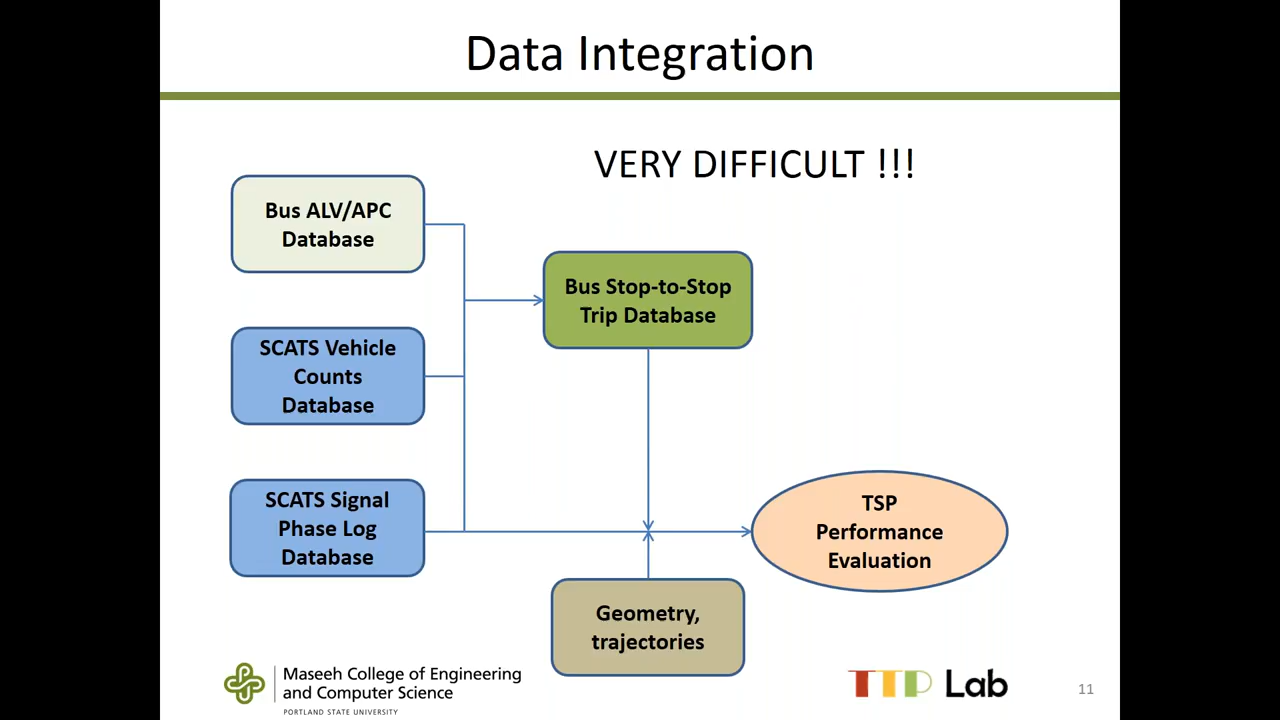 Data Integration
VERY DIFFICULT !!!
Bus ALV/APC
Database
Bus Stop-to-Stop
Trip Database
SCATS Vehicle
Counts
Database
SCATS Signal
Phase Log
Database
TSP
Performance
Evaluation
Geometry,
trajectories
Maseeh College of Engineering
and Computer Science
PORTLAND STATE UNIVERSITY
TTP Lab
11